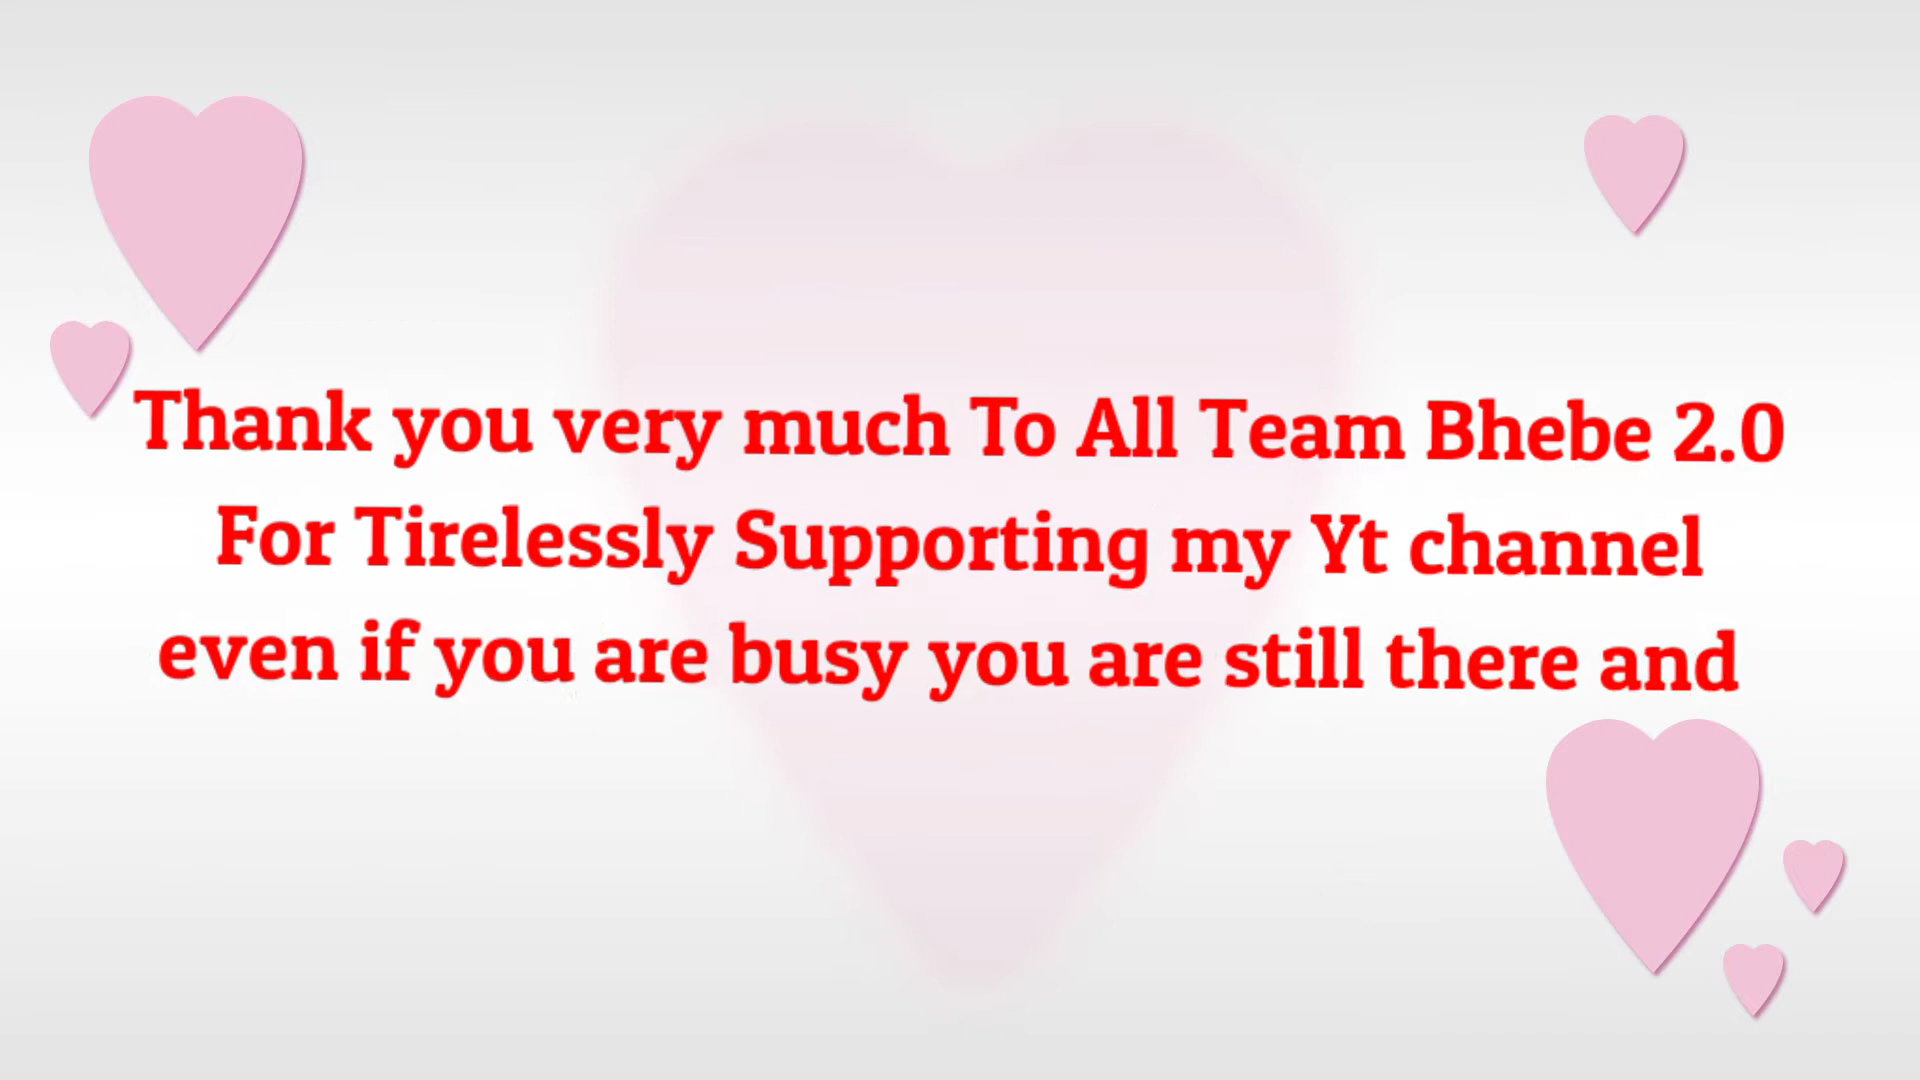 Thank you very much To All Team Bhebe 2.0
For Tirelessly Supporting my Yt channel
even if you are busy you are still there and